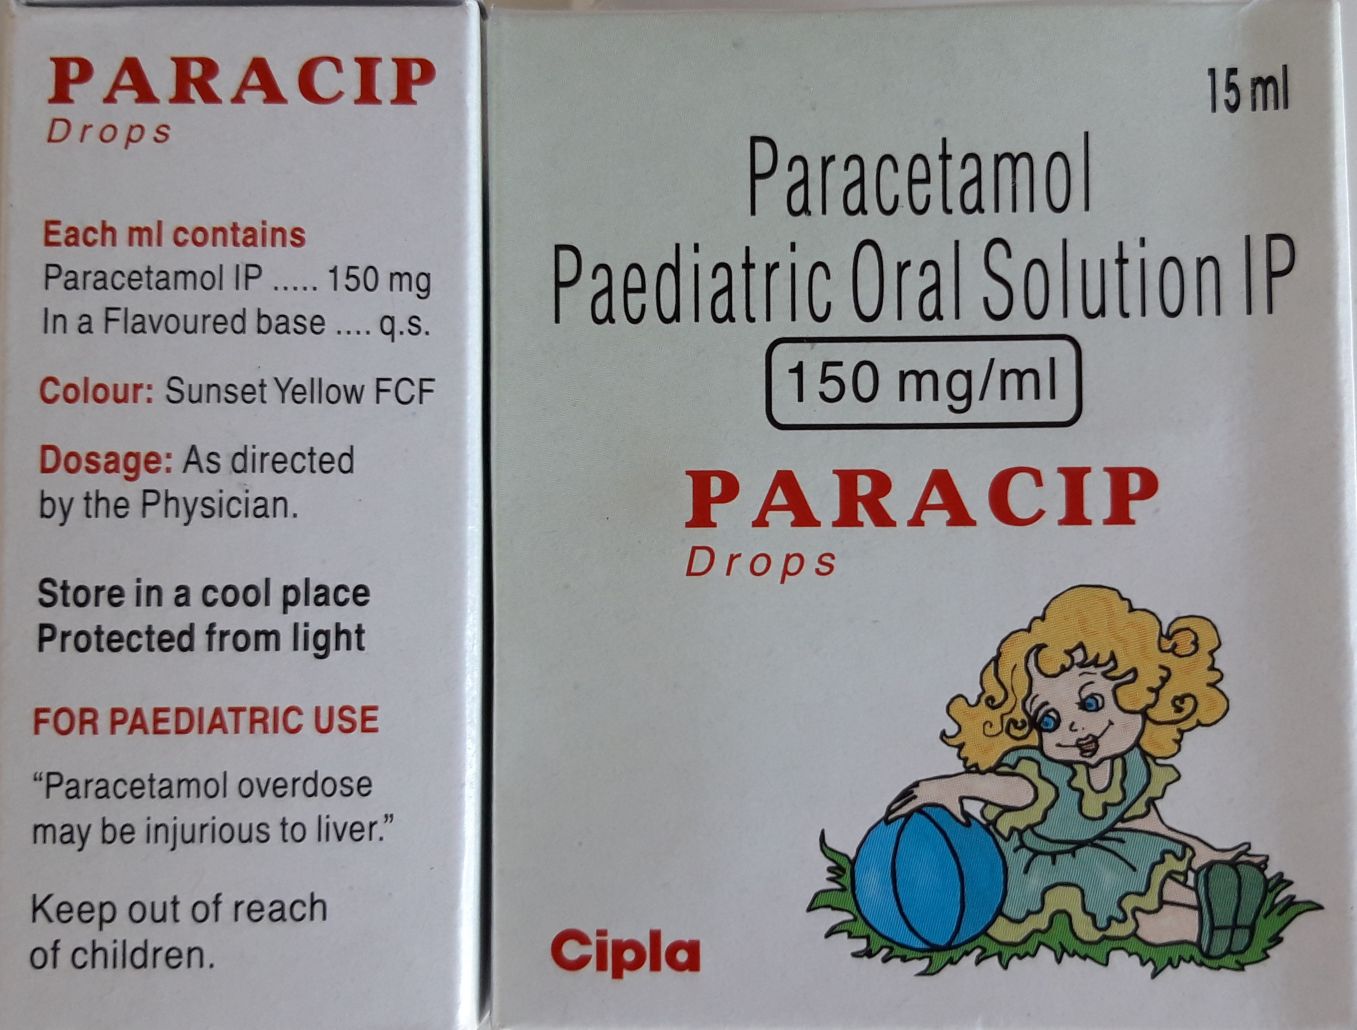 PARACIP
Drops
Each ml contains
Paracetamol IP ..... 150 mg
In a Flavoured base .... q.s.
Colour: Sunset Yellow FCF
Dosage: As directed
by the Physician.
Store in a cool place
Protected from light
FOR PAEDIATRIC USE
“Paracetamol overdose
may be injurious to liver.”
Keep out of reach
of children.
15 ml
Paracetamol
Paediatric Oral Solution IP
150 mg/ml
PARACIP
Drops
Cipla